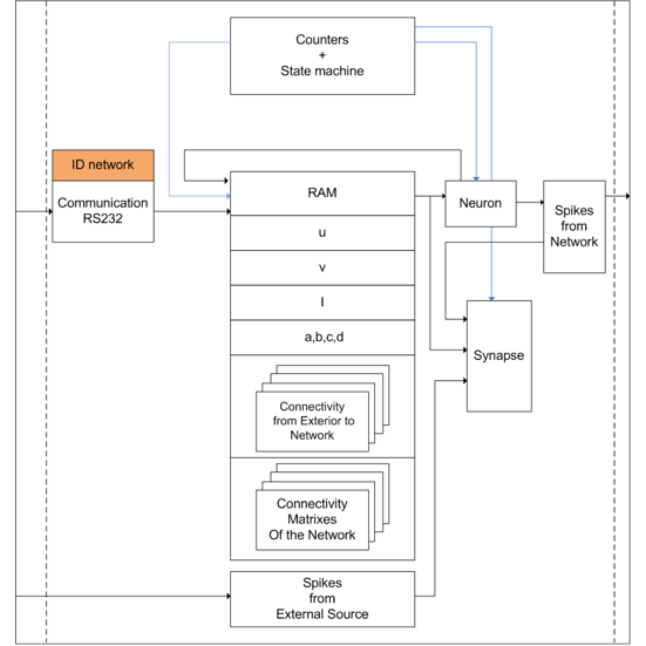 Counters
+
State machine
ID network
Communication
RS232
RAM
Neuron
Spikes
from
Network
u
v
I
a,b,c,d
Synapse
Connectivity
from Exterior to
Network
Connectivity
Matrixes
Of the Network
Spikes
from
External Source